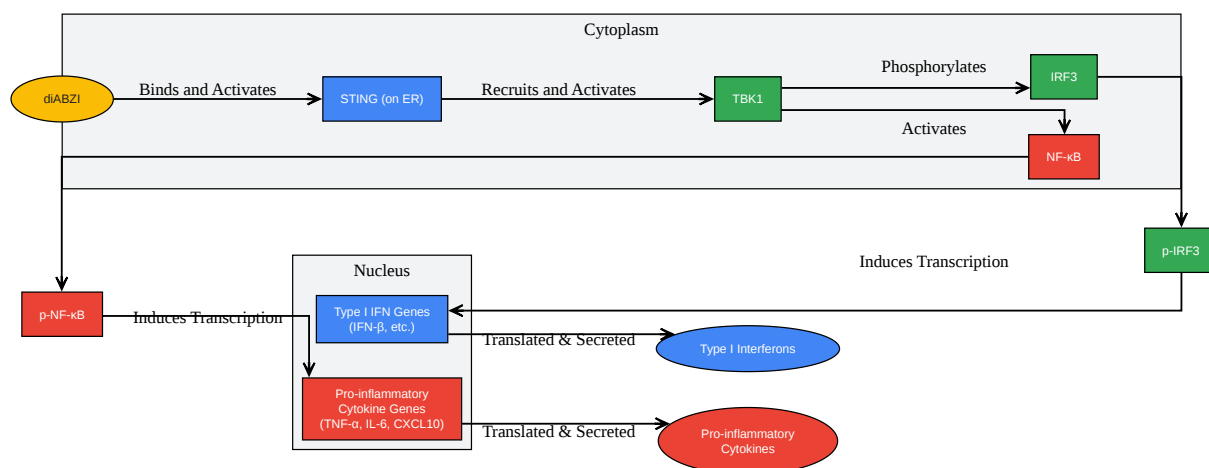 Cytoplasm
diABZI
Binds and Activates
STING (on ER)
Recruits and Activates
TBK1
Phosphorylates
IRF3
Activates
NF-κB
p-IRF3
Induces Transcription
Nucleus
p-NF-κB
Induces Transcription
Type I IFN Genes
(IFN-β, etc.)
Translated & Secreted
Type I Interferons
Pro-inflammatory
Cytokine Genes
(TNF-α, IL-6, CXCL10)
Translated & Secreted
Pro-inflammatory
Cytokines